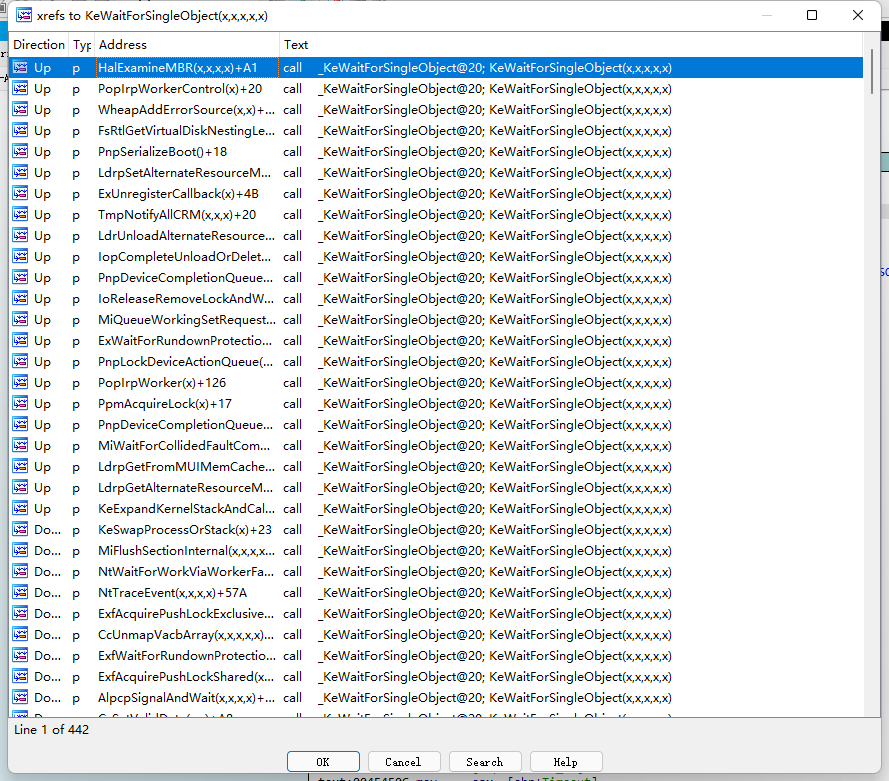 xrefs to KeWaitForSingleObject(x,x,x,x,x)
Direction Typ Address Text
Up p HalExamineMBR(x,x,x,x)+A1 call _KeWaitForSingleObject@20; KeWaitForSingleObject(x,x,x,x,x)
Up p PopIrpWorkerControl(x)+20 call _KeWaitForSingleObject@20; KeWaitForSingleObject(x,x,x,x,x)
Up p WheapAddErrorSource(x,x)+... call _KeWaitForSingleObject@20; KeWaitForSingleObject(x,x,x,x,x)
Up p FsRtlGetVirtualDiskNestingLe... call _KeWaitForSingleObject@20; KeWaitForSingleObject(x,x,x,x,x)
Up p PnpSerializeBoot()+18 call _KeWaitForSingleObject@20; KeWaitForSingleObject(x,x,x,x,x)
Up p LdrpSetAlternateResourceM... call _KeWaitForSingleObject@20; KeWaitForSingleObject(x,x,x,x,x)
Up p ExUnregisterCallback(x)+4B call _KeWaitForSingleObject@20; KeWaitForSingleObject(x,x,x,x,x)
Up p TmpNotifyAllCRM(x,x,x)+20 call _KeWaitForSingleObject@20; KeWaitForSingleObject(x,x,x,x,x)
Up p LdrUnloadAlternateResource... call _KeWaitForSingleObject@20; KeWaitForSingleObject(x,x,x,x,x)
Up p IopCompleteUnloadOrDelet... call _KeWaitForSingleObject@20; KeWaitForSingleObject(x,x,x,x,x)
Up p PnpDeviceCompletionQueue... call _KeWaitForSingleObject@20; KeWaitForSingleObject(x,x,x,x,x)
Up p IoReleaseRemoveLockAndW... call _KeWaitForSingleObject@20; KeWaitForSingleObject(x,x,x,x,x)
Up p MiQueueWorkingSetRequest... call _KeWaitForSingleObject@20; KeWaitForSingleObject(x,x,x,x,x)
Up p ExWaitForRundownProtectio... call _KeWaitForSingleObject@20; KeWaitForSingleObject(x,x,x,x,x)
Up p PnpLockDeviceActionQueue(... call _KeWaitForSingleObject@20; KeWaitForSingleObject(x,x,x,x,x)
Up p PopIrpWorker(x)+126 call _KeWaitForSingleObject@20; KeWaitForSingleObject(x,x,x,x,x)
Up p PpmAcquireLock(x)+17 call _KeWaitForSingleObject@20; KeWaitForSingleObject(x,x,x,x,x)
Up p PnpDeviceCompletionQueue... call _KeWaitForSingleObject@20; KeWaitForSingleObject(x,x,x,x,x)
Up p MiWaitForCollidedFaultCom... call _KeWaitForSingleObject@20; KeWaitForSingleObject(x,x,x,x,x)
Up p LdrpGetFromMUIMemCache... call _KeWaitForSingleObject@20; KeWaitForSingleObject(x,x,x,x,x)
Up p LdrpGetAlternateResourceM... call _KeWaitForSingleObject@20; KeWaitForSingleObject(x,x,x,x,x)
Up p KeExpandKernelStackAndCal... call _KeWaitForSingleObject@20; KeWaitForSingleObject(x,x,x,x,x)
Do... p KeSwapProcessOrStack(x)+23 call _KeWaitForSingleObject@20; KeWaitForSingleObject(x,x,x,x,x)
Do... p MiFlushSectionInternal(x,x,x,x... call _KeWaitForSingleObject@20; KeWaitForSingleObject(x,x,x,x,x)
Do... p NtWaitForWorkViaWorkerFa... call _KeWaitForSingleObject@20; KeWaitForSingleObject(x,x,x,x,x)
Do... p NtTraceEvent(x,x,x,x)+57A call _KeWaitForSingleObject@20; KeWaitForSingleObject(x,x,x,x,x)
Do... p ExfAcquirePushLockExclusive... call _KeWaitForSingleObject@20; KeWaitForSingleObject(x,x,x,x,x)
Do... p CcUnmapVacbArray(x,x,x,x,x)... call _KeWaitForSingleObject@20; KeWaitForSingleObject(x,x,x,x,x)
Do... p ExfWaitForRundownProtectio... call _KeWaitForSingleObject@20; KeWaitForSingleObject(x,x,x,x,x)
Do... p ExfAcquirePushLockShared(x... call _KeWaitForSingleObject@20; KeWaitForSingleObject(x,x,x,x,x)
Do... p AlpcpSignalAndWait(x,x,x,x)+... call _KeWaitForSingleObject@20; KeWaitForSingleObject(x,x,x,x,x)
Line 1 of 442
OK Cancel Search Help